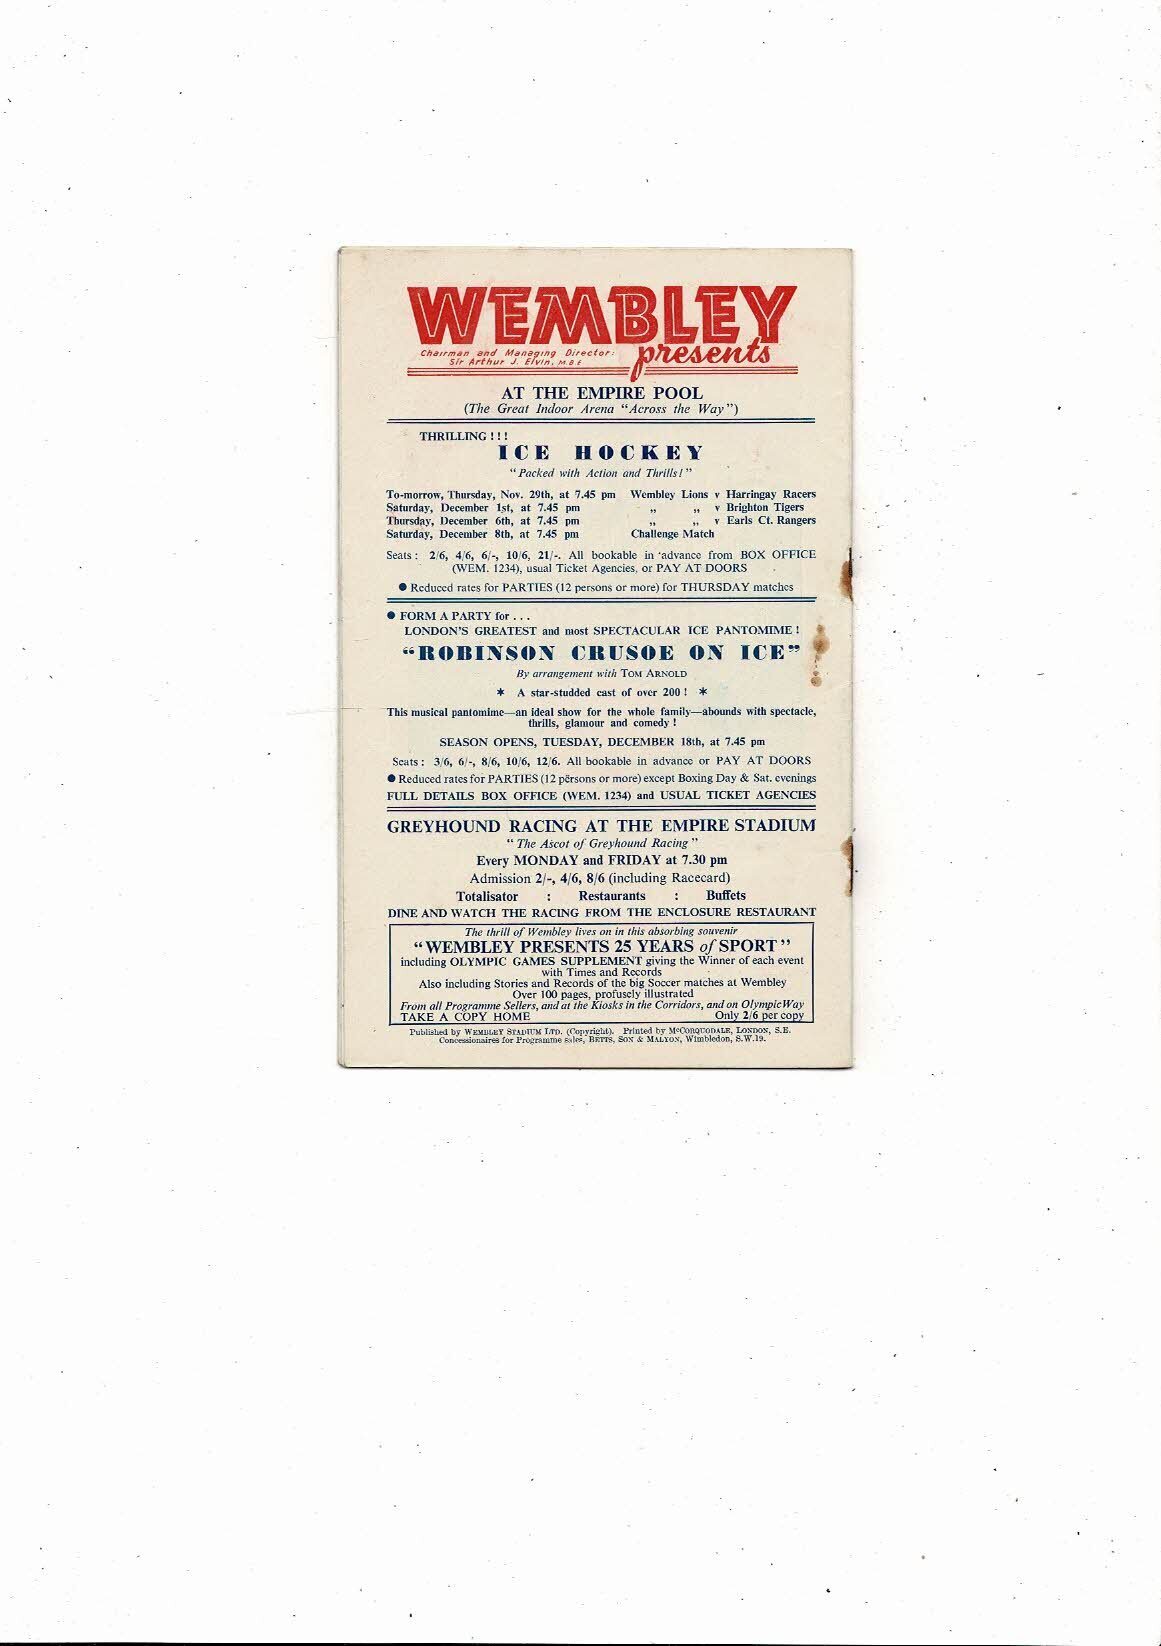 WEMBLEY
Chairman and Managing Director:
Sir Arthur J. Elvin, M B E
presents
AT THE EMPIRE POOL
(The Great Indoor Arena "Across the Way")
THRILLING ! ! !
ICE HOCKEY
"Packed with Action and Thrills!"
To-morrow, Thursday, Nov. 29th, at 7.45 pm Wembley Lions v Harringay Racers
Saturday, December 1st, at 7.45 pm „ „ v Brighton Tigers
Thursday, December 6th, at 7.45 pm „ „ v Earls Ct. Rangers
Saturday, December 8th, at 7.45 pm Challenge Match
Seats : 2/6, 4/6, 6/-, 10/6, 21/-. All bookable in advance from BOX OFFICE
(WEM. 1234), usual Ticket Agencies, or PAY AT DOORS
● Reduced rates for PARTIES (12 persons or more) for THURSDAY matches
● FORM A PARTY for . . .
LONDON'S GREATEST and most SPECTACULAR ICE PANTOMIME !
"ROBINSON CRUSOE ON ICE"
By arrangement with TOM ARNOLD
* A star-studded cast of over 200 ! *
This musical pantomime—an ideal show for the whole family—abounds with spectacle,
thrills, glamour and comedy !
SEASON OPENS, TUESDAY, DECEMBER 18th, at 7.45 pm
Seats : 3/6, 6/-, 8/6, 10/6, 12/6. All bookable in advance or PAY AT DOORS
● Reduced rates for PARTIES (12 persons or more) except Boxing Day & Sat. evenings
FULL DETAILS BOX OFFICE (WEM. 1234) and USUAL TICKET AGENCIES
GREYHOUND RACING AT THE EMPIRE STADIUM
" The Ascot of Greyhound Racing "
Every MONDAY and FRIDAY at 7.30 pm
Admission 2/-, 4/6, 8/6 (including Racecard)
Totalisator : Restaurants : Buffets
DINE AND WATCH THE RACING FROM THE ENCLOSURE RESTAURANT
The thrill of Wembley lives on in this absorbing souvenir
"WEMBLEY PRESENTS 25 YEARS of SPORT"
including OLYMPIC GAMES SUPPLEMENT giving the Winner of each event
with Times and Records
Also including Stories and Records of the big Soccer matches at Wembley
Over 100 pages, profusely illustrated
From all Programme Sellers, and at the Kiosks in the Corridors, and on Olympic Way
TAKE A COPY HOME Only 2/6 per copy
Published by WEMBLEY STADIUM LTD. (Copyright). Printed by McCORQUODALE, LONDON, S.E.
Concessionaires for Programme sales, BETTS, SON & MALYON, Wimbledon, S.W.19.